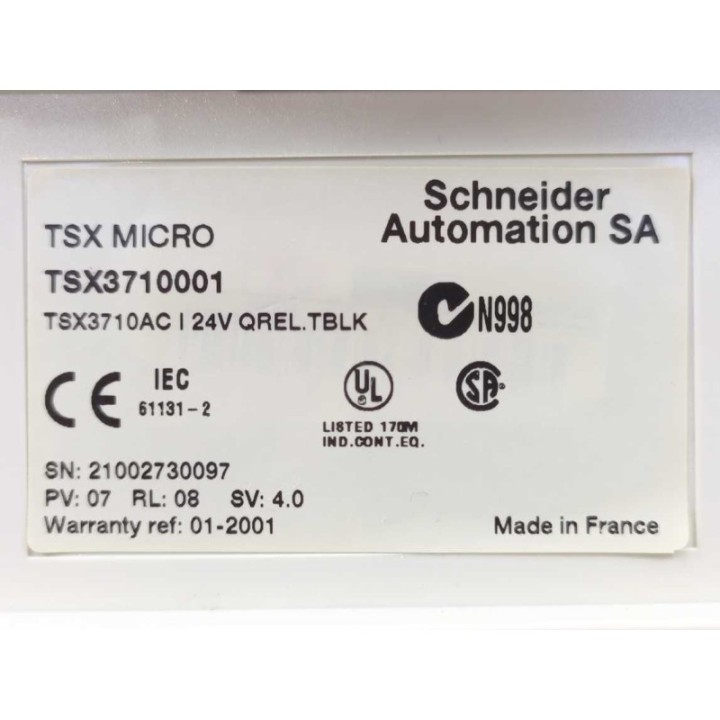 Schneider
Automation SA
TSX MICRO
TSX3710001
TSX3710AC I 24V QREL.TBLK
N998
CE
IEC
61131-2
UL
SA
LISTED 170M
IND.CONT.EQ.
SN: 21002730097
PV: 07 RL: 08 SV: 4.0
Warranty ref: 01-2001
Made in France